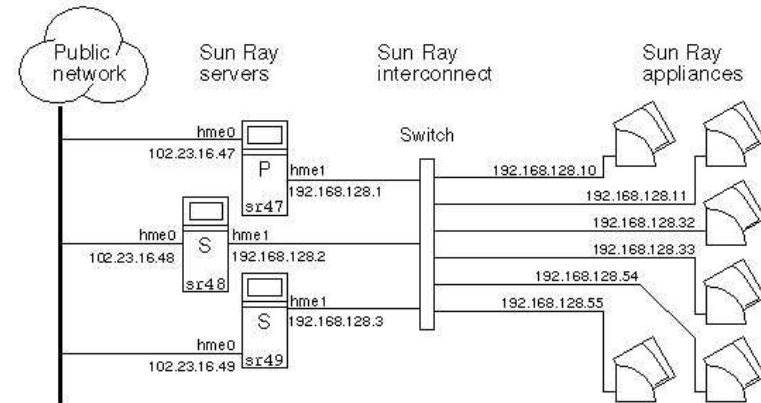 Public
network
Sun Ray
servers
Sun Ray
interconnect
Sun Ray
appliances
Switch
hme0
102.23.16.47
P
sr47
hme1
192.168.128.1
hme0
102.23.16.48
S
sr48
hme1
192.168.128.2
hme0
102.23.16.49
S
sr49
hme1
192.168.128.3
192.168.128.10
192.168.128.11
192.168.128.32
192.168.128.33
192.168.128.54
192.168.128.55